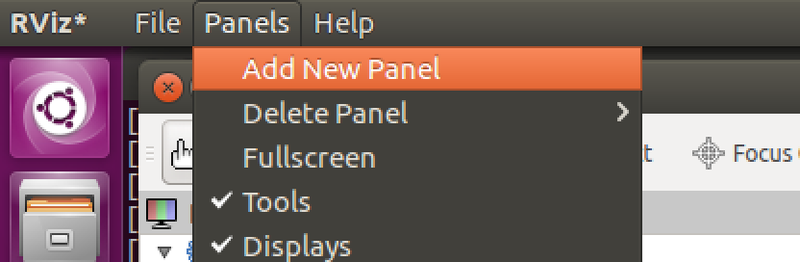 RViz* File Panels Help
Add New Panel
Delete Panel
Fullscreen
Focus
Tools
Displays